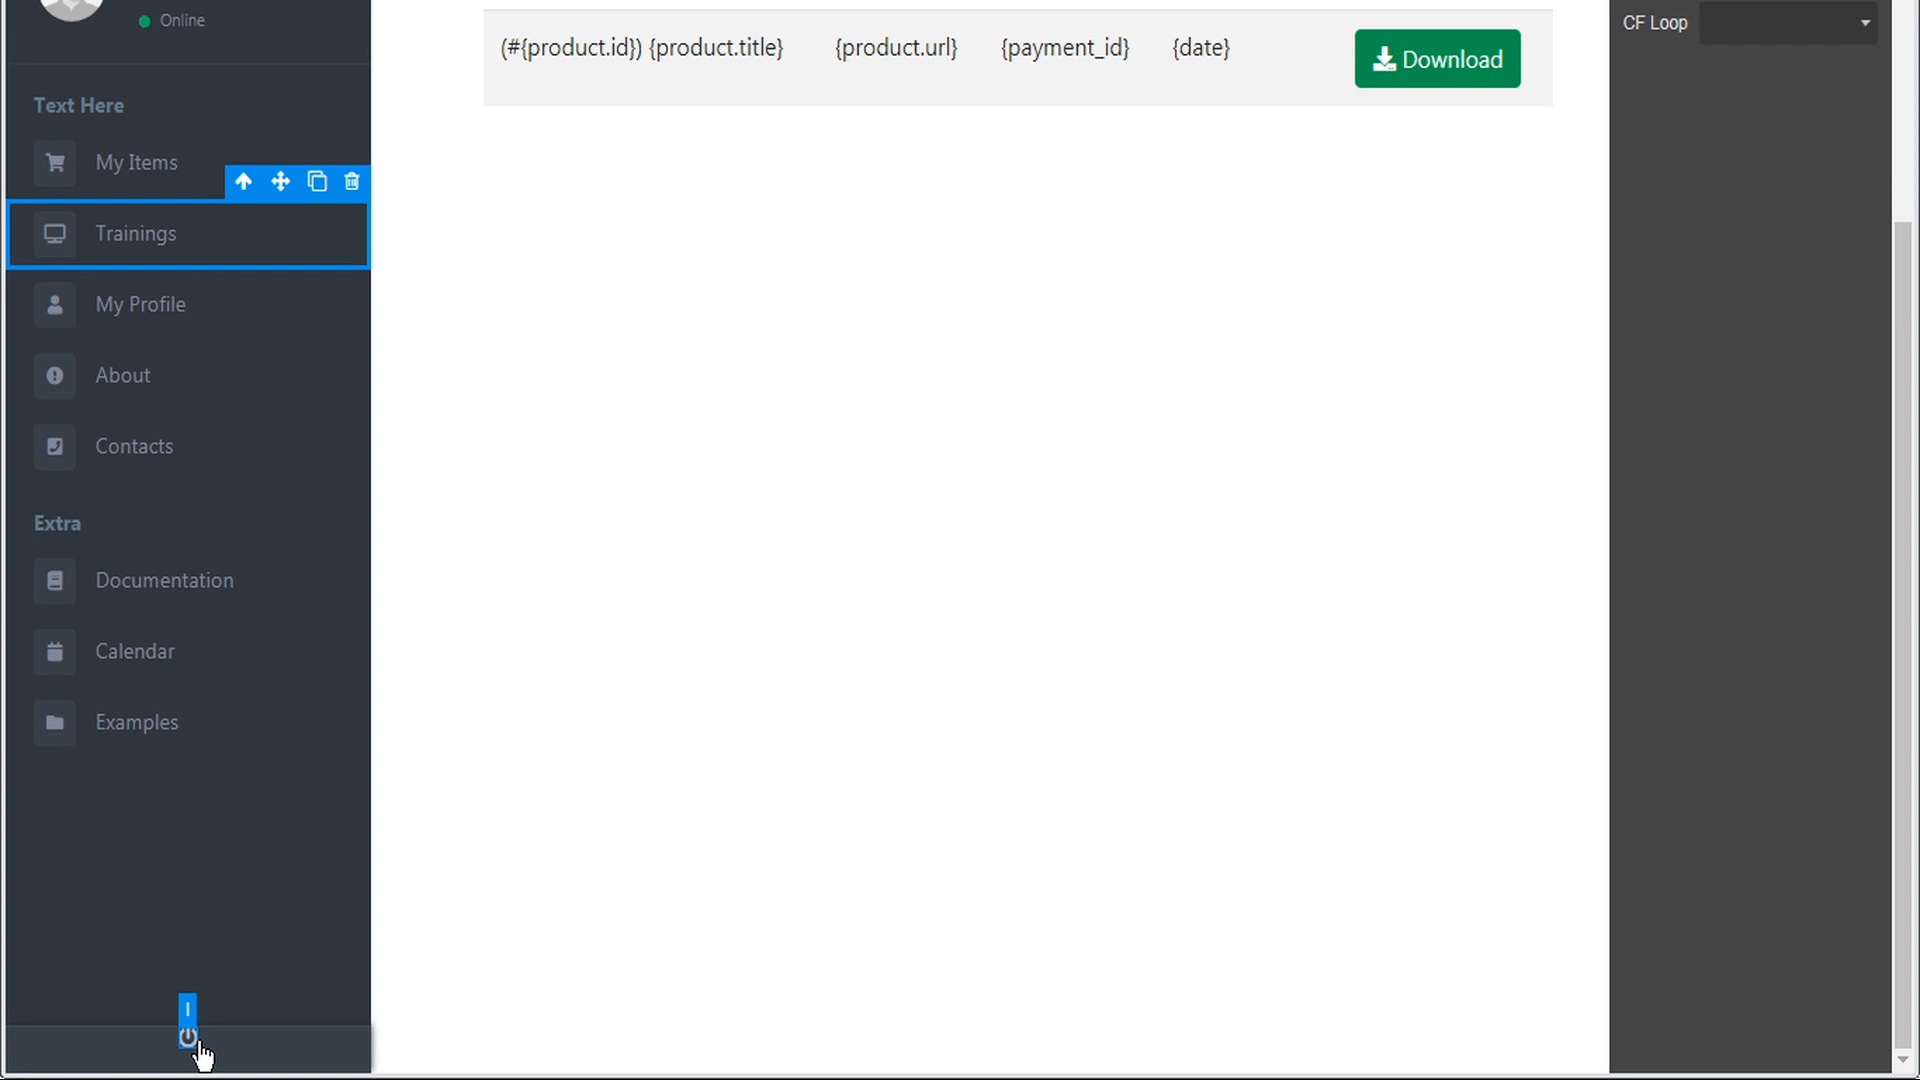 Online
CF Loop
(#{product.id}) {product.title} {product.url} {payment_id} {date} Download
Text Here
My Items
Trainings
My Profile
About
Contacts
Extra
Documentation
Calendar
Examples
I